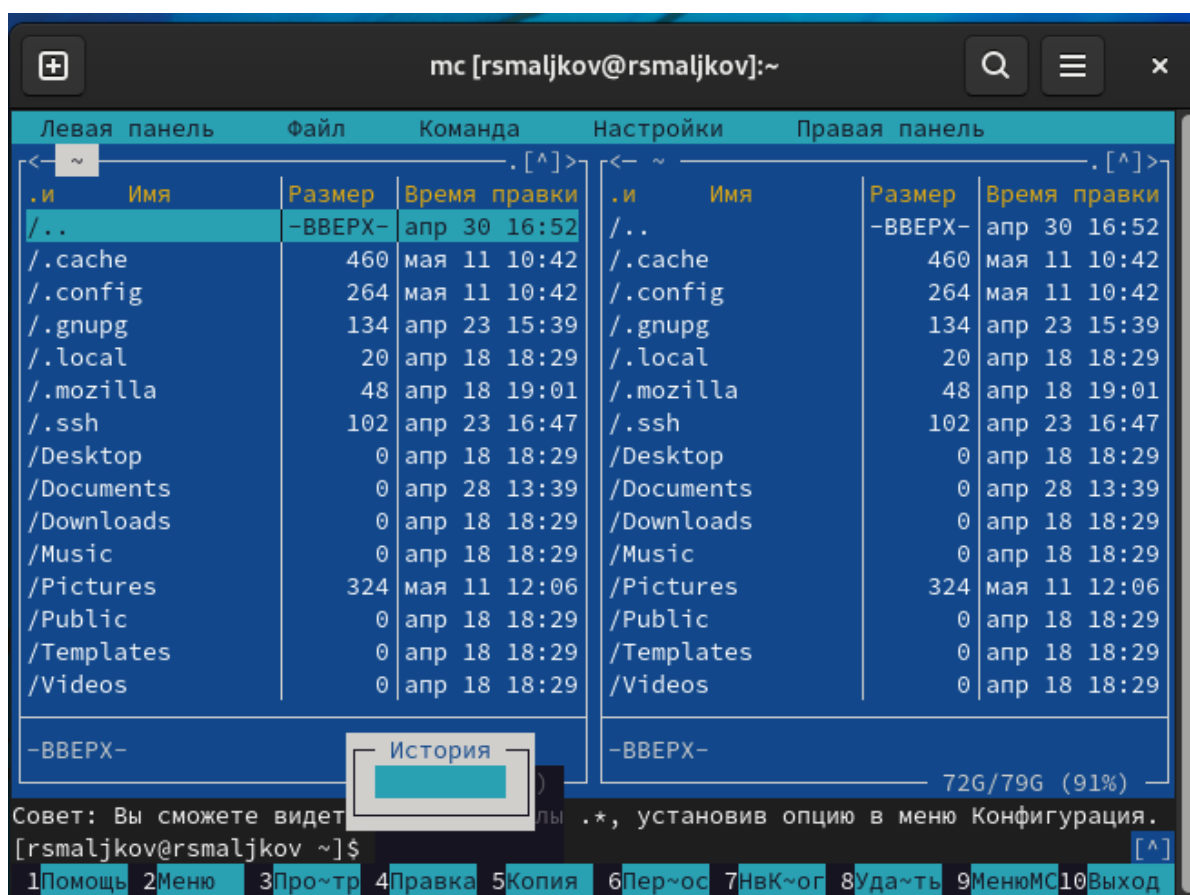 mc [rsmaljkov@rsmaljkov]:~
Левая панель Файл Команда Настройки Правая панель
<─ ~ .[^]> <─ ~ .[^]>
.и Имя Размер Время правки .и Имя Размер Время правки
/.. -ВВЕРХ- апр 30 16:52 /.. -ВВЕРХ- апр 30 16:52
/.cache 460 мая 11 10:42 /.cache 460 мая 11 10:42
/.config 264 мая 11 10:42 /.config 264 мая 11 10:42
/.gnupg 134 апр 23 15:39 /.gnupg 134 апр 23 15:39
/.local 20 апр 18 18:29 /.local 20 апр 18 18:29
/.mozilla 48 апр 18 19:01 /.mozilla 48 апр 18 19:01
/.ssh 102 апр 23 16:47 /.ssh 102 апр 23 16:47
/Desktop 0 апр 18 18:29 /Desktop 0 апр 18 18:29
/Documents 0 апр 28 13:39 /Documents 0 апр 28 13:39
/Downloads 0 апр 18 18:29 /Downloads 0 апр 18 18:29
/Music 0 апр 18 18:29 /Music 0 апр 18 18:29
/Pictures 324 мая 11 12:06 /Pictures 324 мая 11 12:06
/Public 0 апр 18 18:29 /Public 0 апр 18 18:29
/Templates 0 апр 18 18:29 /Templates 0 апр 18 18:29
/Videos 0 апр 18 18:29 /Videos 0 апр 18 18:29
-ВВЕРХ- История -ВВЕРХ-
) 72G/79G (91%)
Совет: Вы сможете видет лы .*, установив опцию в меню Конфигурация.
[rsmaljkov@rsmaljkov ~]$ [^]
1Помощь 2Меню 3Про~тр 4Правка 5Копия 6Пер~ос 7НвК~ог 8Уда~ть 9МенюМС 10Выход